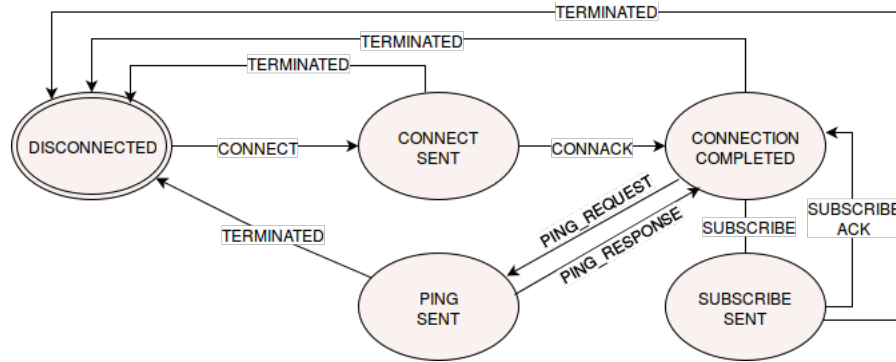 TERMINATED
TERMINATED
TERMINATED
DISCONNECTED
CONNECT
CONNECT
SENT
CONNACK
CONNECTION
COMPLETED
PING_REQUEST
PING_RESPONSE
SUBSCRIBE
SUBSCRIBE
ACK
TERMINATED
PING
SENT
SUBSCRIBE
SENT